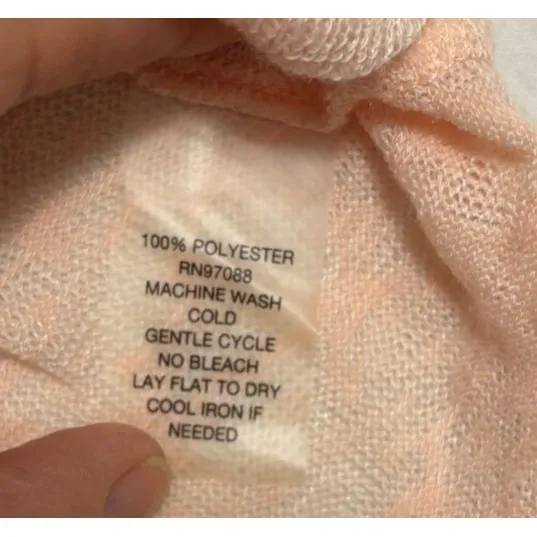 100% POLYESTER
RN97088
MACHINE WASH
COLD
GENTLE CYCLE
NO BLEACH
LAY FLAT TO DRY
COOL IRON IF
NEEDED